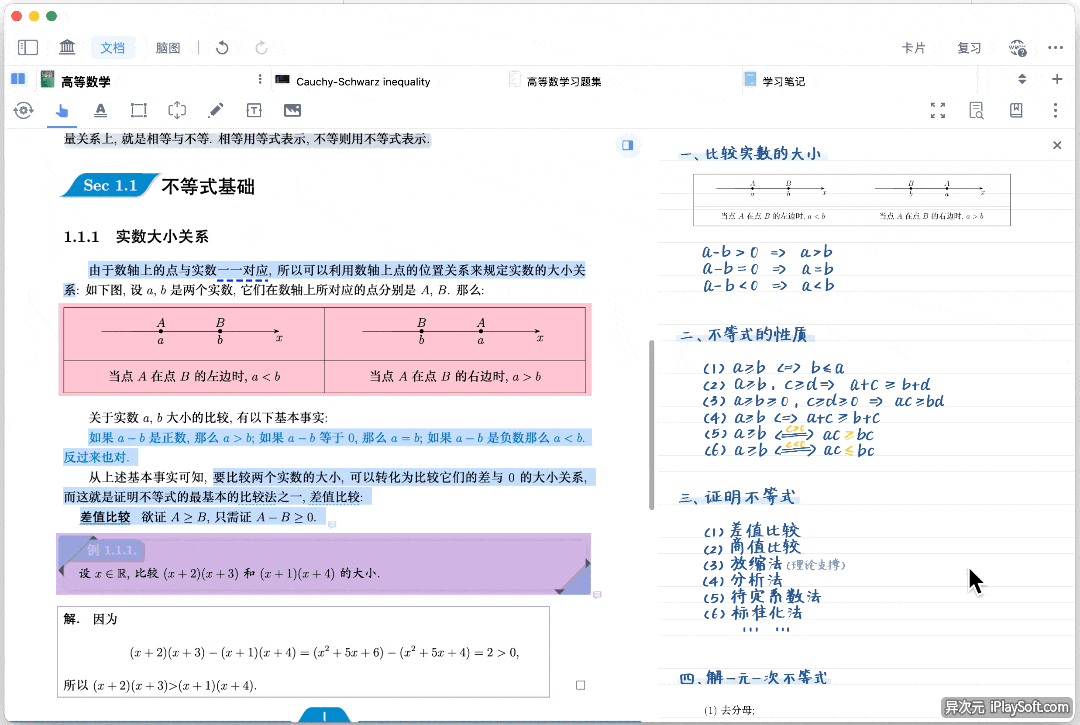 文档 脑图 卡片 复习
高等数学 Cauchy-Schwarz inequality 高等数学习题集 学习笔记
量关系上, 就是相等与不等. 相等用等式表示, 不等则用不等式表示.
Sec 1.1 不等式基础
1.1.1 实数大小关系
由于数轴上的点与实数一一对应, 所以可以利用数轴上点的位置关系来规定实数的大小关
系: 如下图, 设 a, b 是两个实数, 它们在数轴上所对应的点分别是 A, B. 那么:
A B B A
a b x b a x
当点 A 在点 B 的左边时, a < b 当点 A 在点 B 的右边时, a > b
关于实数 a, b 大小的比较, 有以下基本事实:
如果 a − b 是正数, 那么 a > b; 如果 a − b 等于 0, 那么 a = b; 如果 a − b 是负数那么 a < b.
反过来也对.
从上述基本事实可知, 要比较两个实数的大小, 可以转化为比较它们的差与 0 的大小关系,
而这就是证明不等式的最基本的比较法之一, 差值比较:
差值比较 欲证 A ≥ B, 只需证 A − B ≥ 0.
例 1.1.1.
设 x ∈ ℝ, 比较 (x + 2)(x + 3) 和 (x + 1)(x + 4) 的大小.
解. 因为
(x + 2)(x + 3) − (x + 1)(x + 4) = (x² + 5x + 6) − (x² + 5x + 4) = 2 > 0,
所以 (x + 2)(x + 3)>(x + 1)(x + 4).
一、比较实数的大小
A B B A
a b x b a x
当点 A 在点 B 的左边时, a < b 当点 A 在点 B 的右边时, a > b
a-b>0 => a>b
a-b=0 => a=b
a-b<0 => a<b
二、不等式的性质
(1) a≥b <=> b≤a
(2) a≥b, c≥d => a+c ≥ b+d
(3) a≥b≥0, c≥d≥0 => ac≥bd
(4) a≥b <=> a+c ≥ b+c
(5) a≥b <=c>0=> ac ≥ bc
(6) a≥b <=c<0=> ac ≤ bc
三、证明不等式
(1) 差值比较
(2) 商值比较
(3) 放缩法 (理论支撑)
(4) 分析法
(5) 待定系数法
(6) 标准化法
... ...
四、解一元一次不等式
(1) 去分母;
异次元 iPlaySoft.com